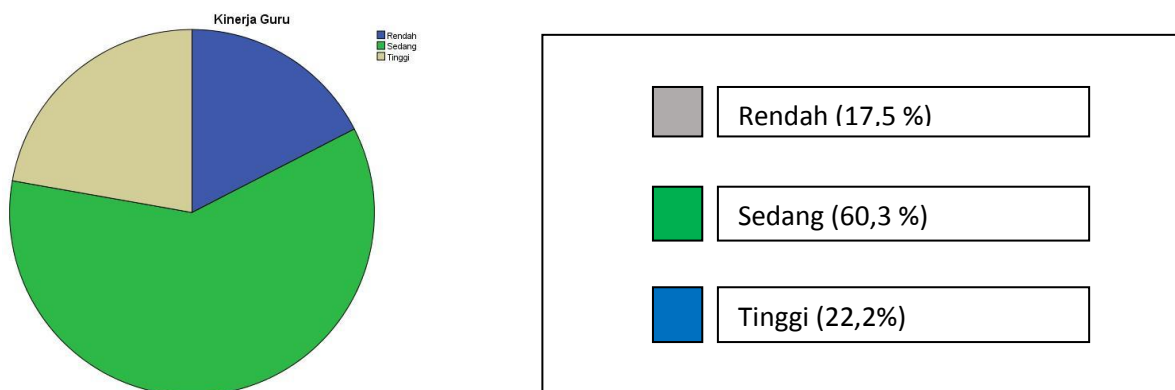 Kinerja Guru
Rendah
Sedang
Tinggi
Rendah (17,5 %)
Sedang (60,3 %)
Tinggi (22,2%)